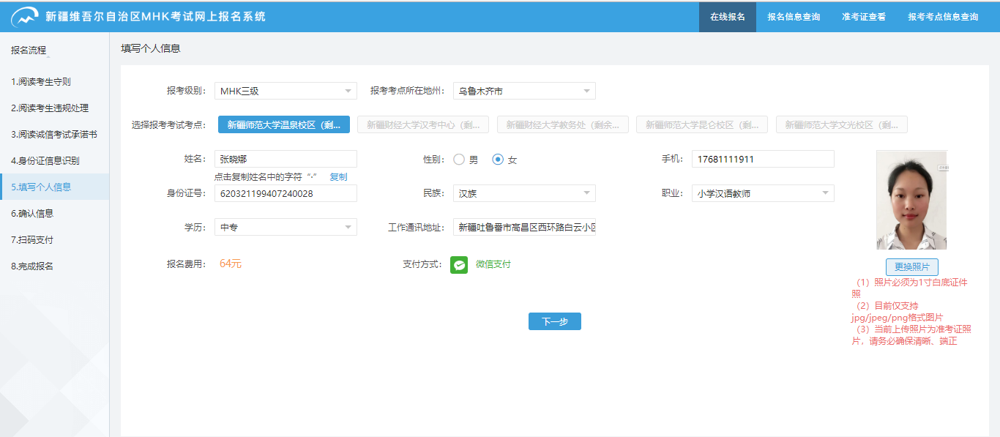 新疆维吾尔自治区MHK考试网上报名系统
在线报名 报名信息查询 准考证查看 报考考点信息查询
报名流程
1.阅读考生守则
2.阅读考生违规处理
3.阅读诚信考试承诺书
4.身份证信息识别
5.填写个人信息
6.确认信息
7.扫码支付
8.完成报名
填写个人信息
报考级别： MHK三级 报考考点所在地州： 乌鲁木齐市
选择报考考试考点： 新疆师范大学温泉校区（剩... 新疆财经大学汉考中心（剩... 新疆财经大学教务处（剩余... 新疆师范大学昆仑校区（剩... 新疆师范大学文光校区（剩...
姓名： 张晓娜 性别： 男 女 手机： 17681111911
点击复制姓名中的字符 “·” 复制
身份证号： 620321199407240028 民族： 汉族 职业： 小学汉语教师
学历： 中专 工作通讯地址： 新疆吐鲁番市高昌区西环路白云小区
报名费用： 64元 支付方式： 微信支付
下一步
更换照片
（1）照片必须为1寸白底证件
照
（2）目前仅支持
jpg/jpeg/png格式图片
（3）当前上传照片为准考证照
片，请务必确保清晰、端正